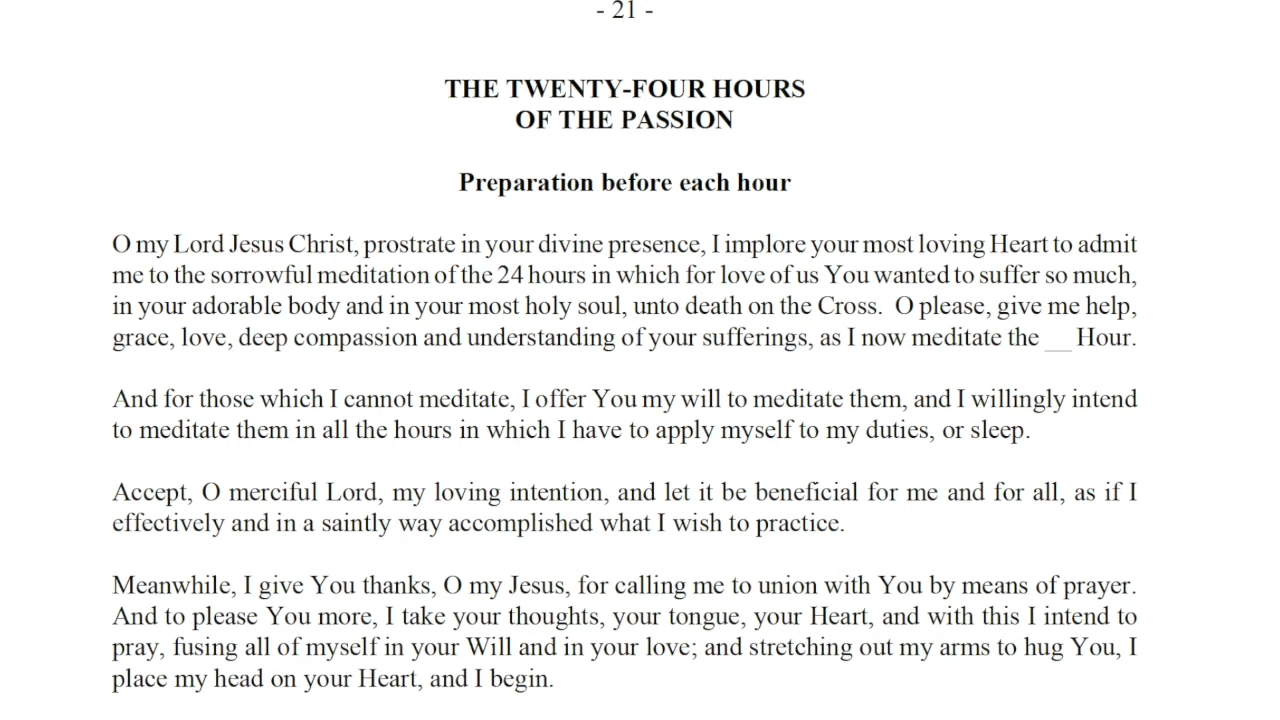 - 21 -
THE TWENTY-FOUR HOURS
OF THE PASSION
Preparation before each hour
O my Lord Jesus Christ, prostrate in your divine presence, I implore your most loving Heart to admit
me to the sorrowful meditation of the 24 hours in which for love of us You wanted to suffer so much,
in your adorable body and in your most holy soul, unto death on the Cross.  O please, give me help,
grace, love, deep compassion and understanding of your sufferings, as I now meditate the __ Hour.
And for those which I cannot meditate, I offer You my will to meditate them, and I willingly intend
to meditate them in all the hours in which I have to apply myself to my duties, or sleep.
Accept, O merciful Lord, my loving intention, and let it be beneficial for me and for all, as if I
effectively and in a saintly way accomplished what I wish to practice.
Meanwhile, I give You thanks, O my Jesus, for calling me to union with You by means of prayer.
And to please You more, I take your thoughts, your tongue, your Heart, and with this I intend to
pray, fusing all of myself in your Will and in your love; and stretching out my arms to hug You, I
place my head on your Heart, and I begin.